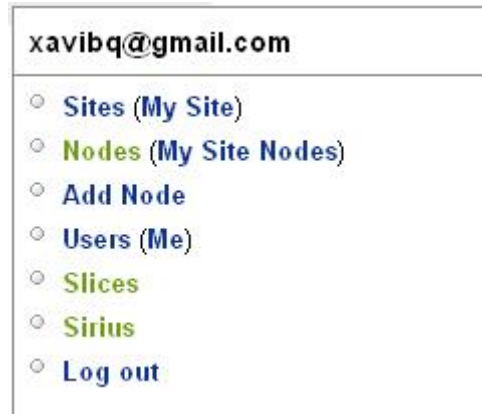 xavibq@gmail.com
Sites (My Site)
Nodes (My Site Nodes)
Add Node
Users (Me)
Slices
Sirius
Log out